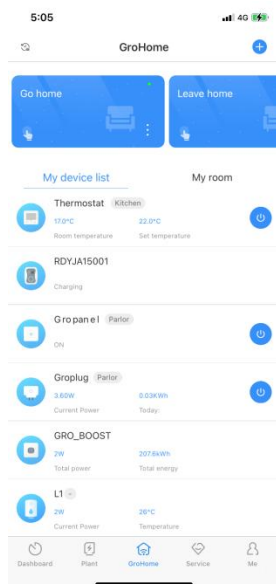 5:05 4G
GroHome
Go home Leave home
My device list My room
Thermostat Kitchen
17.0°C 22.0°C
Room temperature Set temperature
RDYJA15001
Charging
Gropanel Parlor
ON
Groplug Parlor
3.60W 0.03KWh
Current Power Today:
GRO_BOOST
2W 207.6kWh
Total power Total energy
L1 -
2W 26°C
Current Power Temperature
Dashboard Plant GroHome Service Me